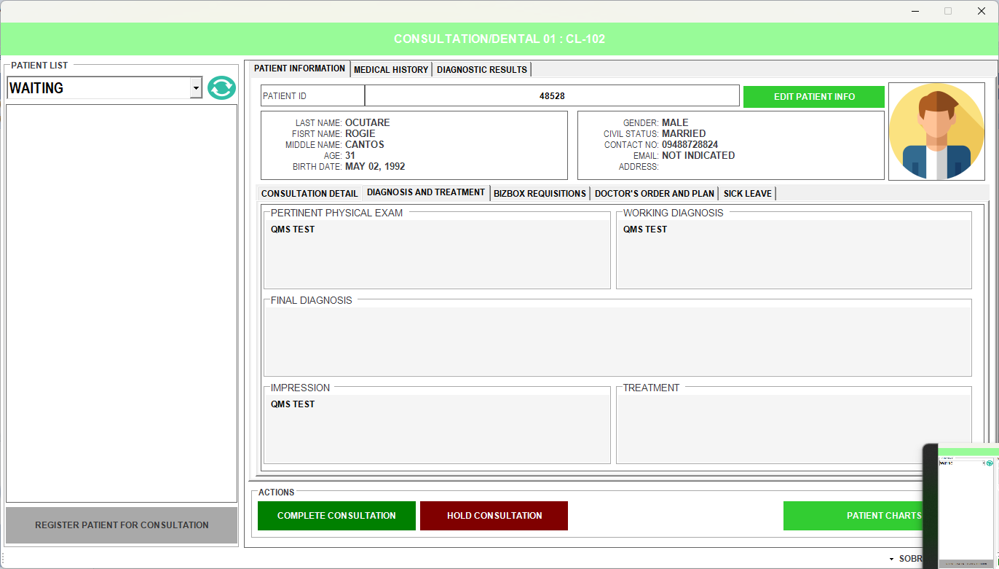 CONSULTATION/DENTAL 01 : CL-102
PATIENT LIST
WAITING
REGISTER PATIENT FOR CONSULTATION
PATIENT INFORMATION
MEDICAL HISTORY
DIAGNOSTIC RESULTS
PATIENT ID
48528
EDIT PATIENT INFO
LAST NAME: OCUTARE
FISRT NAME: ROGIE
MIDDLE NAME: CANTOS
AGE: 31
BIRTH DATE: MAY 02, 1992
GENDER: MALE
CIVIL STATUS: MARRIED
CONTACT NO: 09488728824
EMAIL: NOT INDICATED
ADDRESS:
CONSULTATION DETAIL
DIAGNOSIS AND TREATMENT
BIZBOX REQUISITIONS
DOCTOR'S ORDER AND PLAN
SICK LEAVE
PERTINENT PHYSICAL EXAM
QMS TEST
WORKING DIAGNOSIS
QMS TEST
FINAL DIAGNOSIS
IMPRESSION
QMS TEST
TREATMENT
ACTIONS
COMPLETE CONSULTATION
HOLD CONSULTATION
PATIENT CHARTS
WAITING